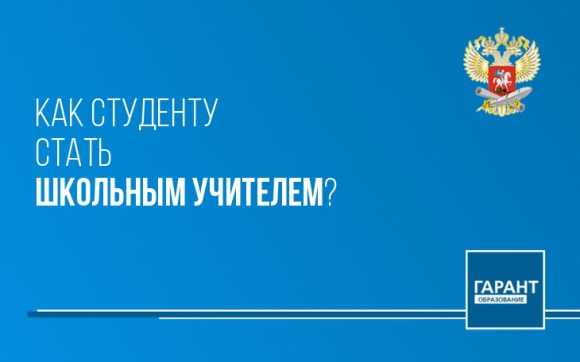 КАК СТУДЕНТУ
СТАТЬ
ШКОЛЬНЫМ УЧИТЕЛЕМ?
ГАРАНТ
ОБРАЗОВАНИЕ